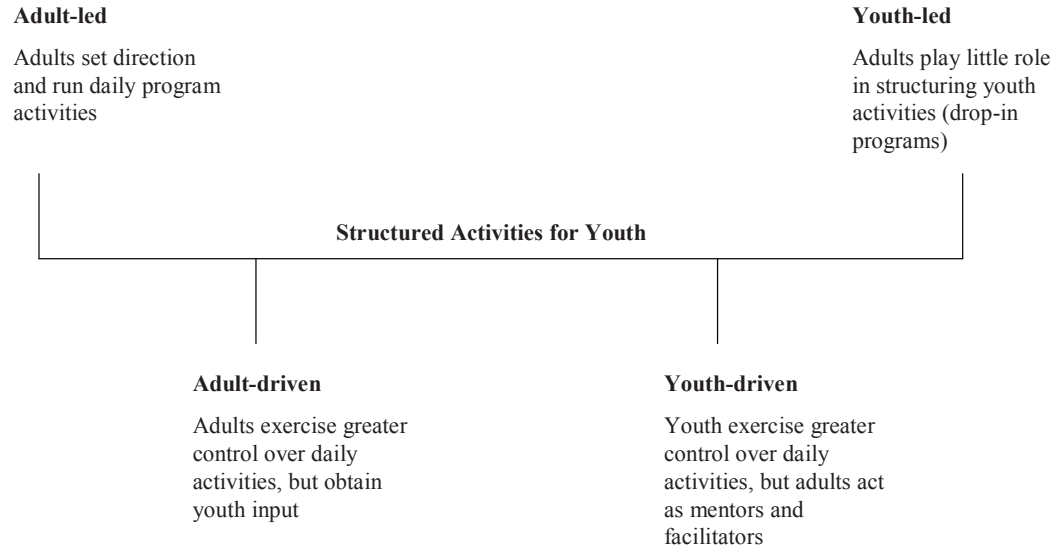 Adult-led
Adults set direction
and run daily program
activities
Youth-led
Adults play little role
in structuring youth
activities (drop-in
programs)
Structured Activities for Youth
Adult-driven
Adults exercise greater
control over daily
activities, but obtain
youth input
Youth-driven
Youth exercise greater
control over daily
activities, but adults act
as mentors and
facilitators